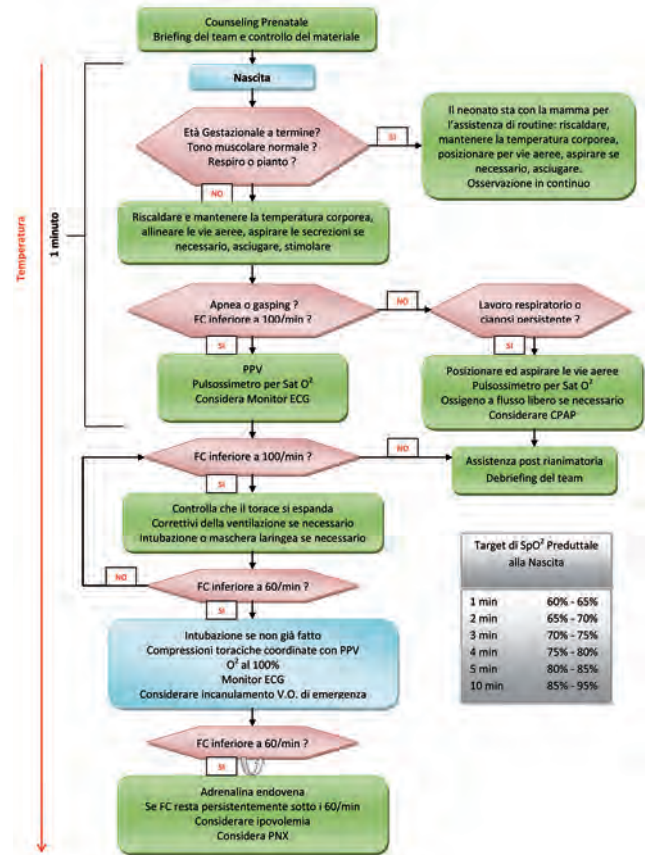 Counseling Prenatale
Briefing del team e controllo del materiale
Nascita
Età Gestazionale a termine?
Tono muscolare normale ?
Respiro o pianto ?
SI
Il neonato sta con la mamma per
l'assistenza di routine: riscaldare,
mantenere la temperatura corporea,
posizionare per vie aeree, aspirare se
necessario, asciugare.
Osservazione in continuo
NO
Riscaldare e mantenere la temperatura corporea,
allineare le vie aeree, aspirare le secrezioni se
necessario, asciugare, stimolare
Temperatura
1 minuto
Apnea o gasping ?
FC inferiore a 100/min ?
NO
Lavoro respiratorio o
cianosi persistente ?
SI
SI
PPV
Pulsossimetro per Sat O²
Considera Monitor ECG
Posizionare ed aspirare le vie aeree
Pulsossimetro per Sat O²
Ossigeno a flusso libero se necessario
Considerare CPAP
FC inferiore a 100/min ?
NO
Assistenza post rianimatoria
Debriefing del team
SI
Controlla che il torace si espanda
Correttivi della ventilazione se necessario
Intubazione o maschera laringea se necessario
NO
FC inferiore a 60/min ?
SI
Intubazione se non già fatto
Compressioni toraciche coordinate con PPV
O² al 100%
Monitor ECG
Considerare incanulamento V.O. di emergenza
FC inferiore a 60/min ?
SI
Adrenalina endovena
Se FC resta persistentemente sotto i 60/min
Considerare ipovolemia
Considera PNX
Target di SpO² Preduttale
alla Nascita
1 min 60% - 65%
2 min 65% - 70%
3 min 70% - 75%
4 min 75% - 80%
5 min 80% - 85%
10 min 85% - 95%